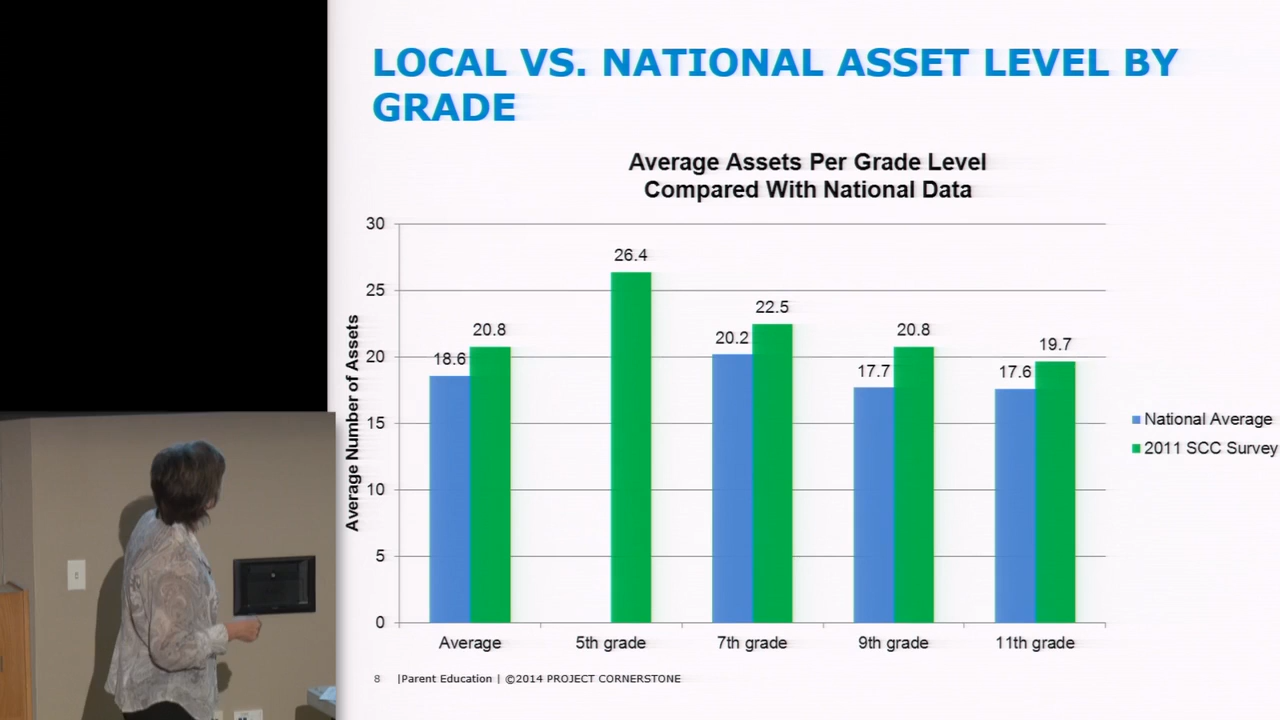 LOCAL VS. NATIONAL ASSET LEVEL BY
GRADE
Average Assets Per Grade Level
Compared With National Data
Average Number of Assets
30
25
20
15
10
5
0
18.6
20.8
26.4
20.2
22.5
17.7
20.8
17.6
19.7
Average
5th grade
7th grade
9th grade
11th grade
National Average
2011 SCC Survey
8 |Parent Education | ©2014 PROJECT CORNERSTONE